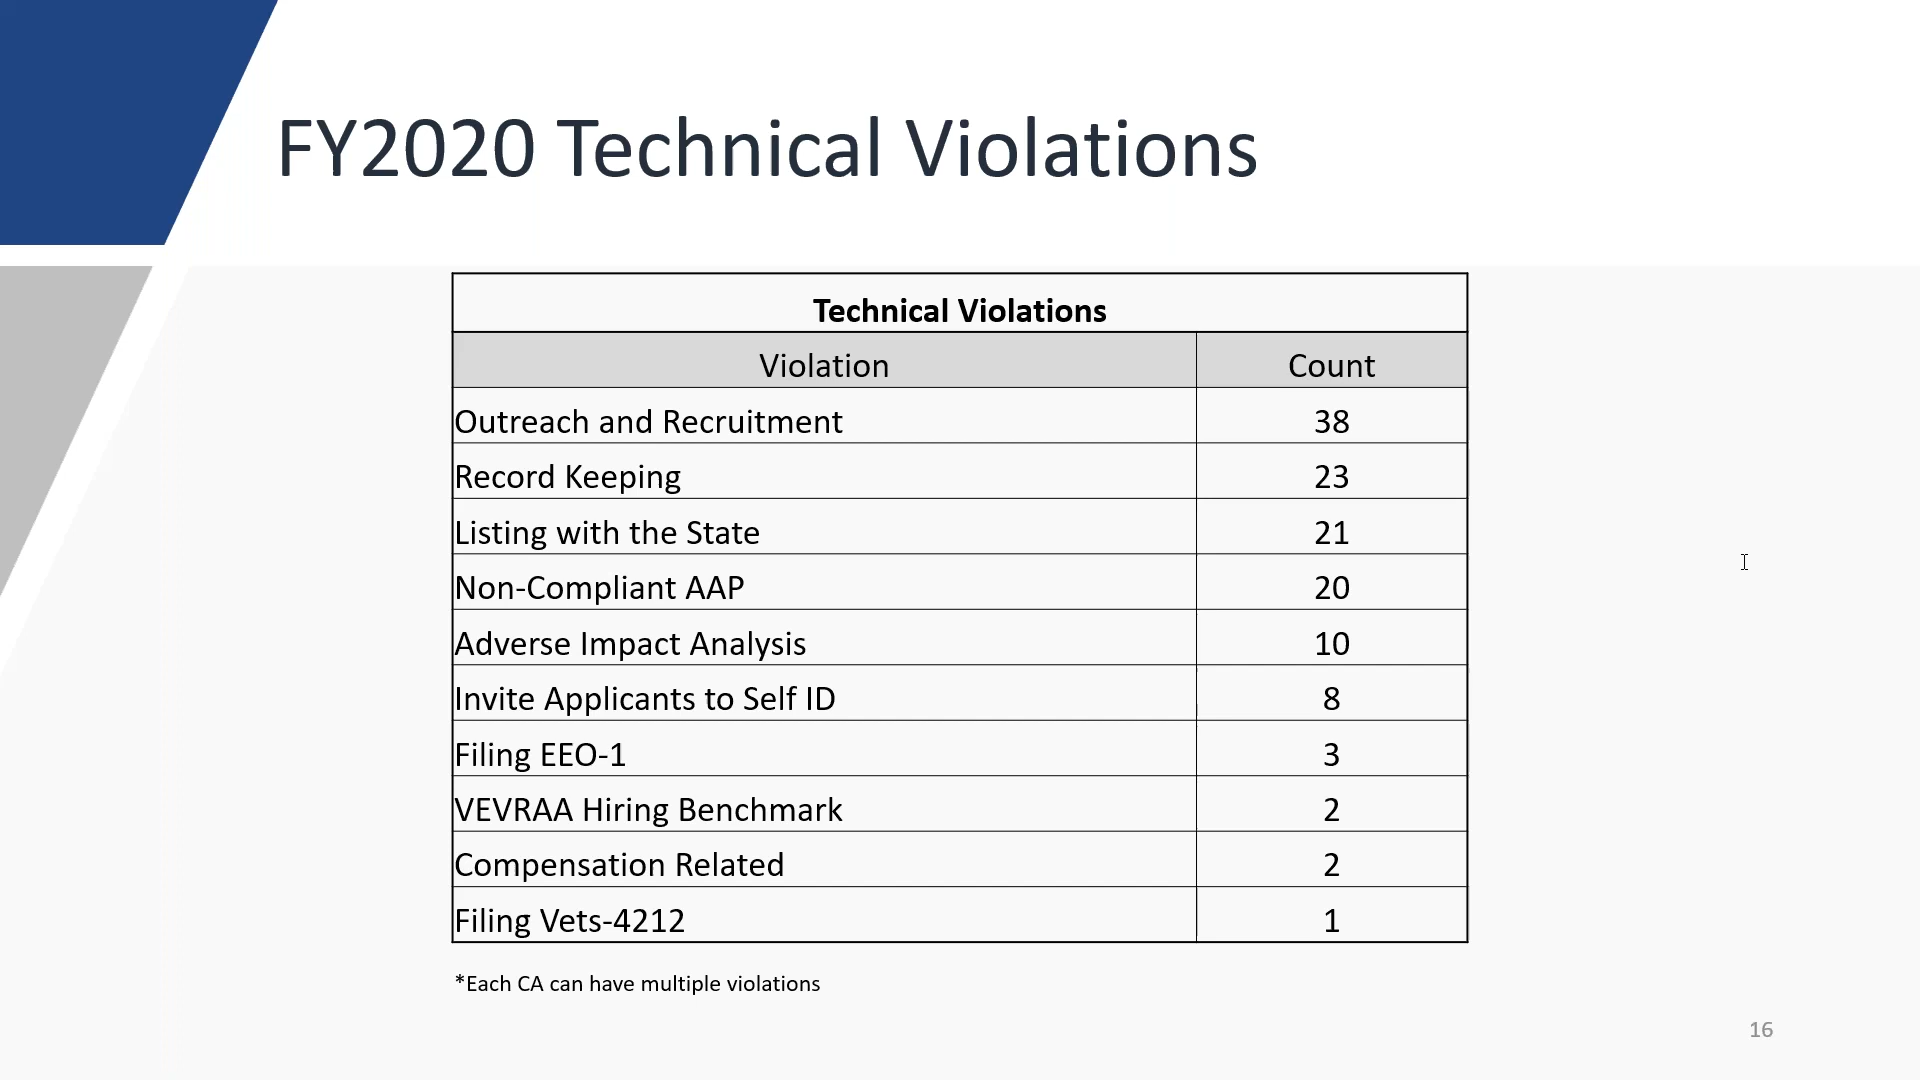 FY2020 Technical Violations
Technical Violations
Violation Count
Outreach and Recruitment 38
Record Keeping 23
Listing with the State 21
Non-Compliant AAP 20
Adverse Impact Analysis 10
Invite Applicants to Self ID 8
Filing EEO-1 3
VEVRAA Hiring Benchmark 2
Compensation Related 2
Filing Vets-4212 1
*Each CA can have multiple violations
16